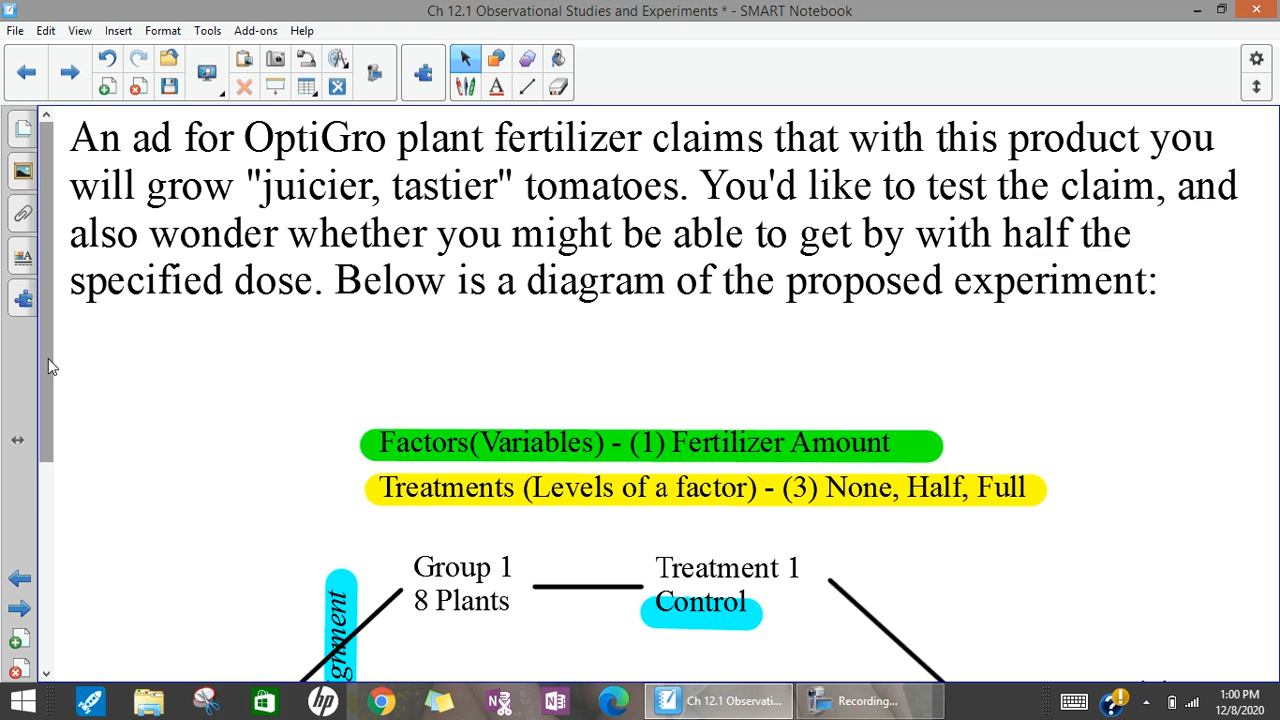 Ch 12.1 Observational Studies and Experiments * - SMART Notebook
File Edit View Insert Format Tools Add-ons Help
An ad for OptiGro plant fertilizer claims that with this product you
will grow "juicier, tastier" tomatoes. You'd like to test the claim, and
also wonder whether you might be able to get by with half the
specified dose. Below is a diagram of the proposed experiment:
Factors(Variables) - (1) Fertilizer Amount
Treatments (Levels of a factor) - (3) None, Half, Full
Group 1
8 Plants
Treatment 1
Control
gnment
Ch 12.1 Observati...
Recording...
1:00 PM
12/8/2020